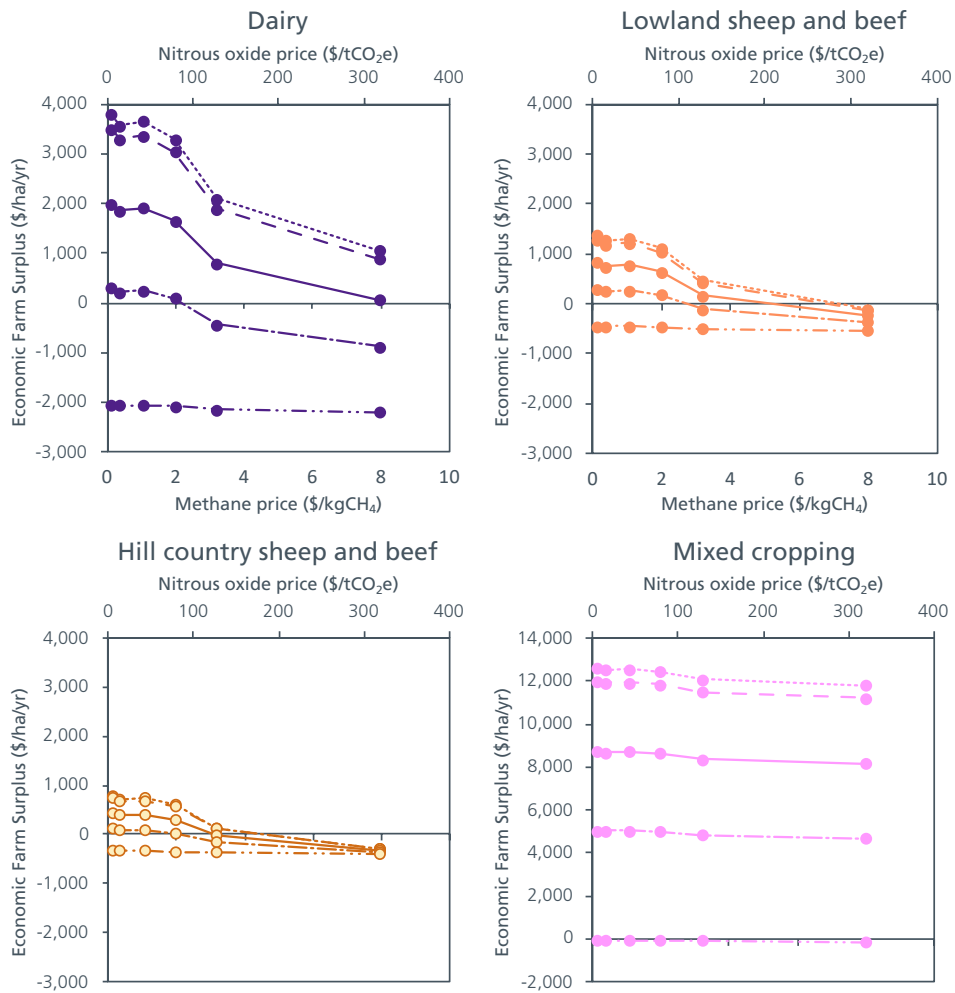 Dairy
Nitrous oxide price ($/tCO₂e)
0 100 200 300 400
4,000
3,000
2,000
1,000
0
-1,000
-2,000
-3,000
Economic Farm Surplus ($/ha/yr)
0 2 4 6 8 10
Methane price ($/kgCH₄)
Lowland sheep and beef
Nitrous oxide price ($/tCO₂e)
0 100 200 300 400
4,000
3,000
2,000
1,000
0
-1,000
-2,000
-3,000
Economic Farm Surplus ($/ha/yr)
0 2 4 6 8 10
Methane price ($/kgCH₄)
Hill country sheep and beef
Nitrous oxide price ($/tCO₂e)
0 100 200 300 400
4,000
3,000
2,000
1,000
0
-1,000
-2,000
-3,000
Economic Farm Surplus ($/ha/yr)
Mixed cropping
Nitrous oxide price ($/tCO₂e)
0 100 200 300 400
14,000
12,000
10,000
8,000
6,000
4,000
2,000
0
-2,000
Economic Farm Surplus ($/ha/yr)